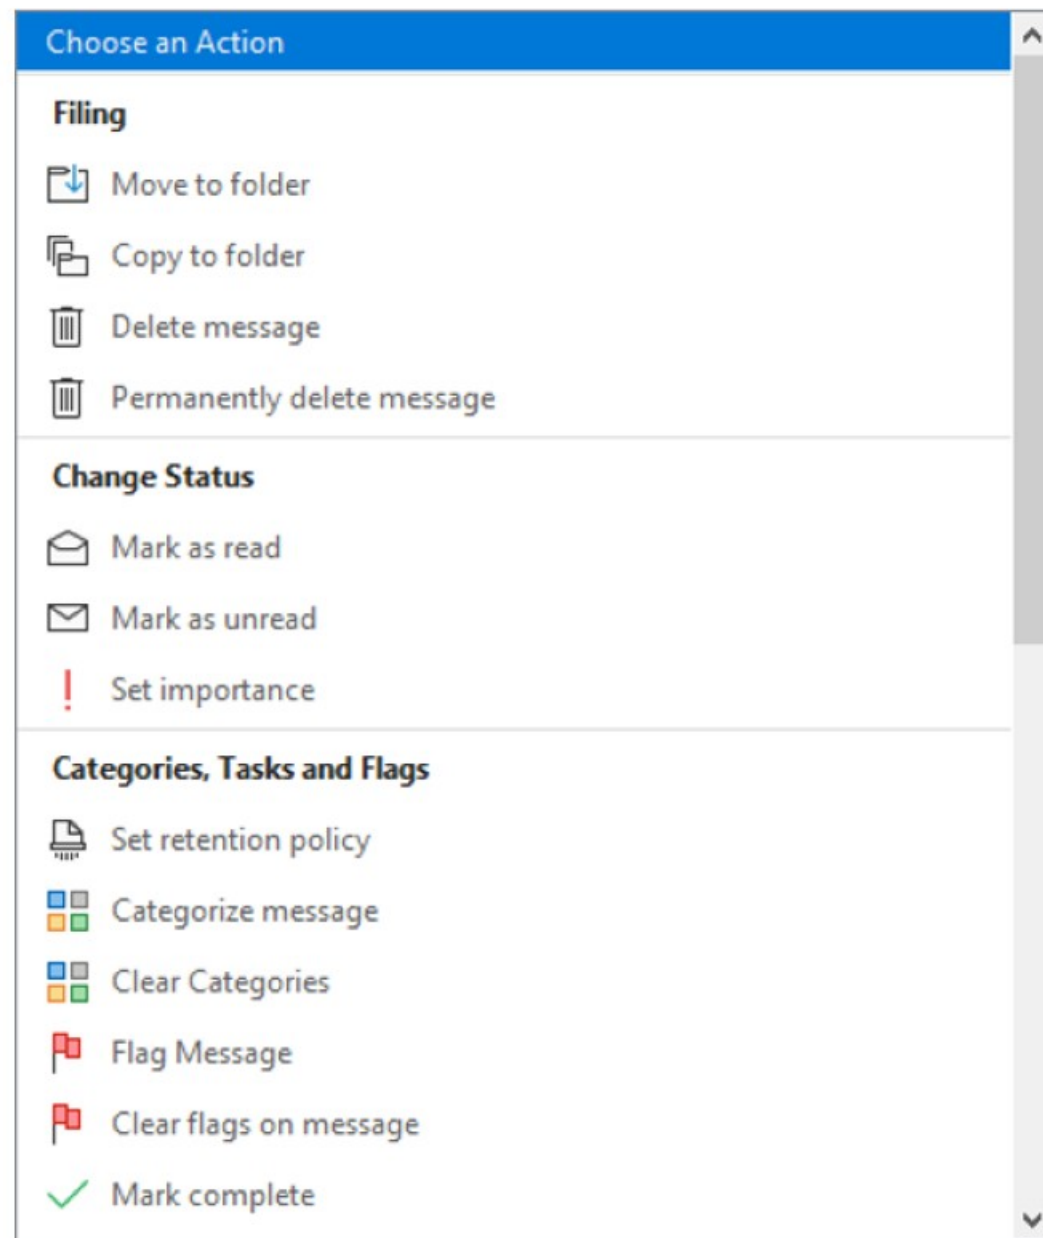 Choose an Action
Filing
Move to folder
Copy to folder
Delete message
Permanently delete message
Change Status
Mark as read
Mark as unread
Set importance
Categories, Tasks and Flags
Set retention policy
Categorize message
Clear Categories
Flag Message
Clear flags on message
Mark complete